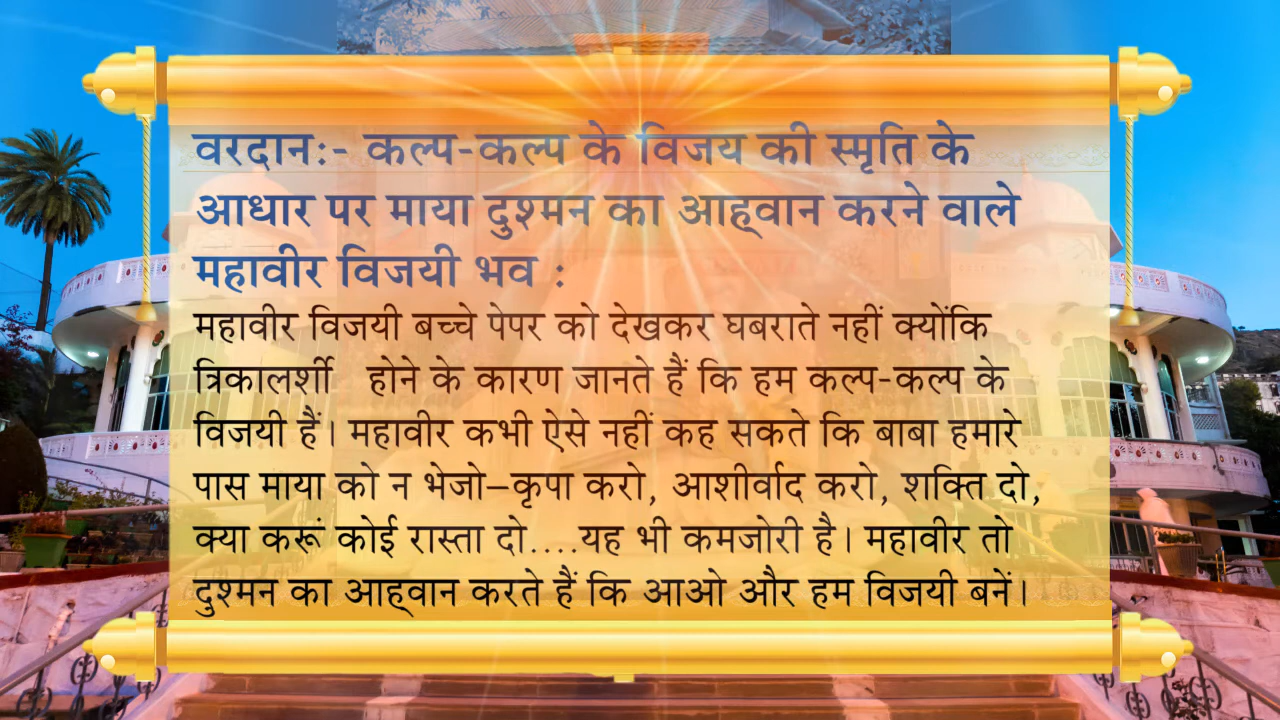 वरदान:- कल्प-कल्प के विजय की स्मृति के
आधार पर माया दुश्मन का आह्वान करने वाले
महावीर विजयी भव :
महावीर विजयी बच्चे पेपर को देखकर घबराते नहीं क्योंकि
त्रिकालर्शी होने के कारण जानते हैं कि हम कल्प-कल्प के
विजयी हैं। महावीर कभी ऐसे नहीं कह सकते कि बाबा हमारे
पास माया को न भेजो–कृपा करो, आशीर्वाद करो, शक्ति दो,
क्या करूं कोई रास्ता दो....यह भी कमजोरी है। महावीर तो
दुश्मन का आह्वान करते हैं कि आओ और हम विजयी बनें।